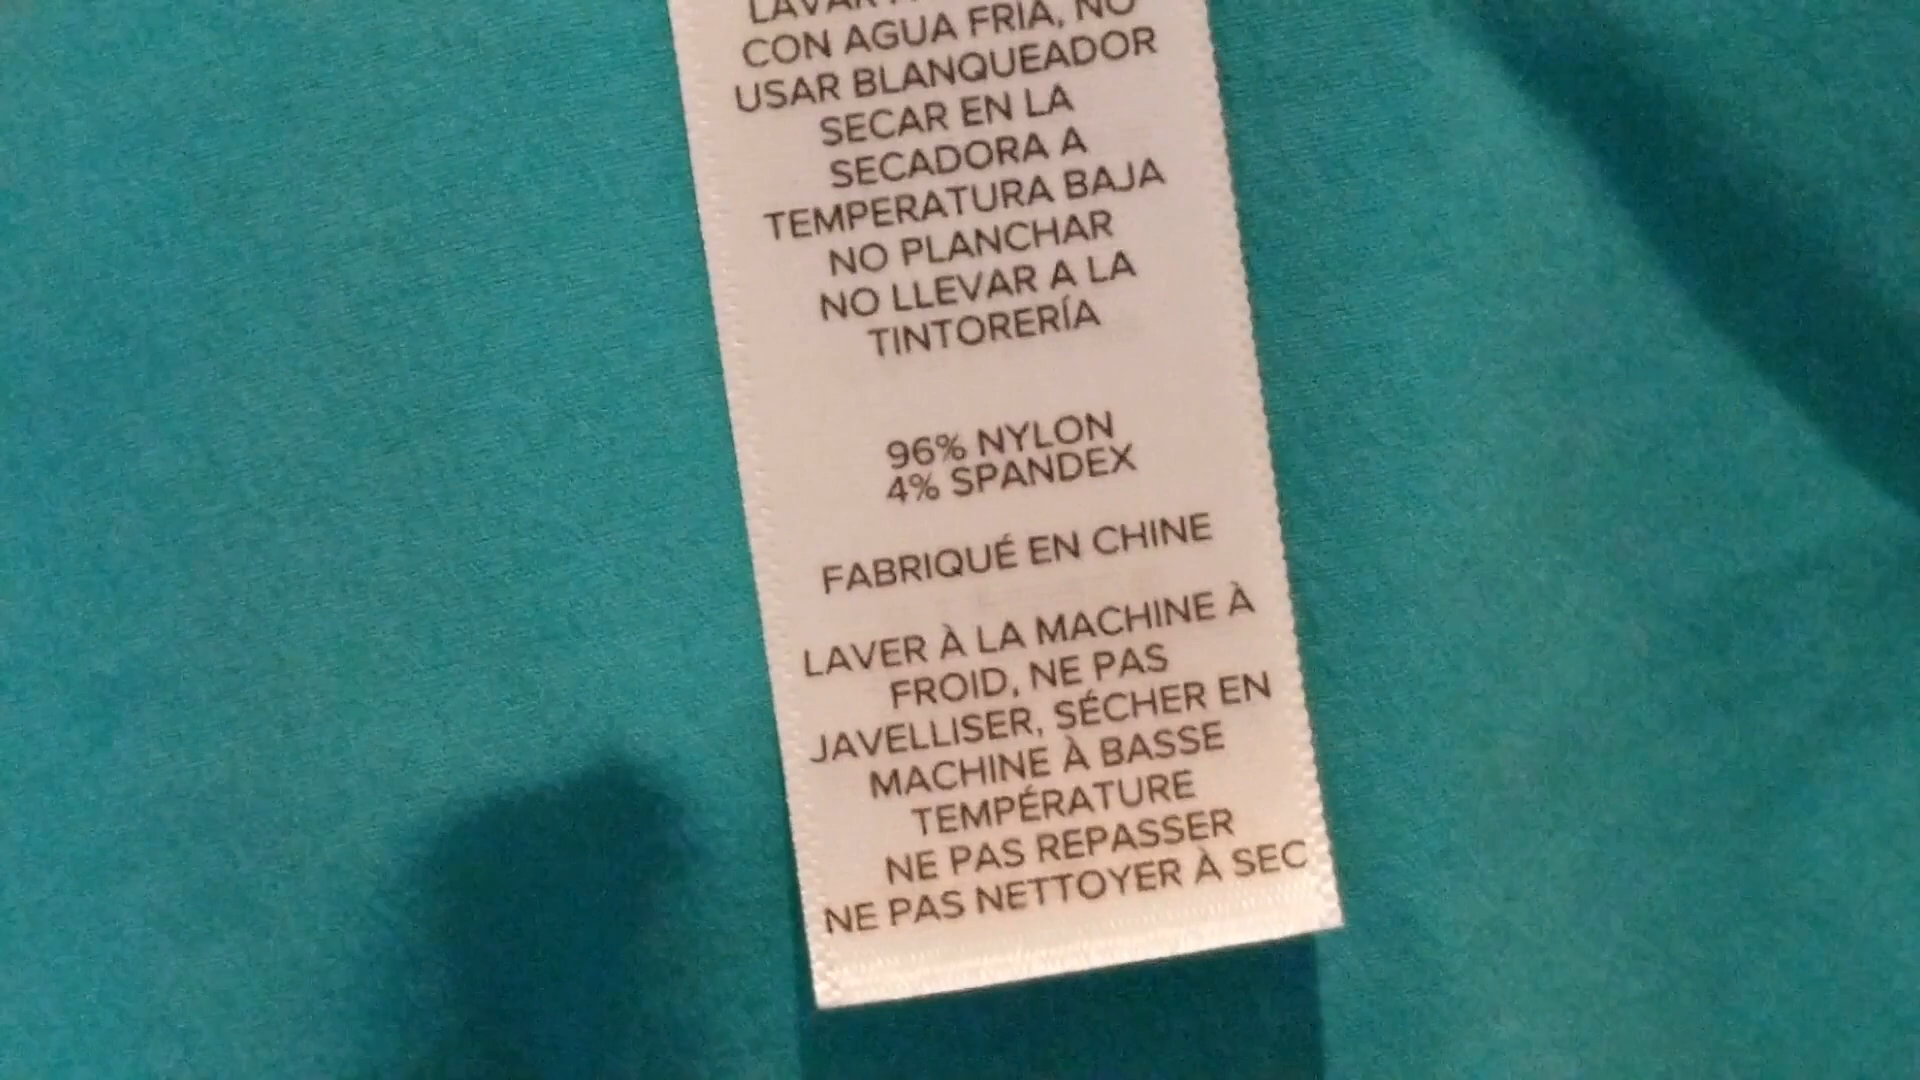 CON AGUA FRIA, NO
USAR BLANQUEADOR
SECAR EN LA
SECADORA A
TEMPERATURA BAJA
NO PLANCHAR
NO LLEVAR A LA
TINTORERÍA
96% NYLON
4% SPANDEX
FABRIQUÉ EN CHINE
LAVER À LA MACHINE À
FROID, NE PAS
JAVELLISER, SÉCHER EN
MACHINE À BASSE
TEMPÉRATURE
NE PAS REPASSER
NE PAS NETTOYER À SEC